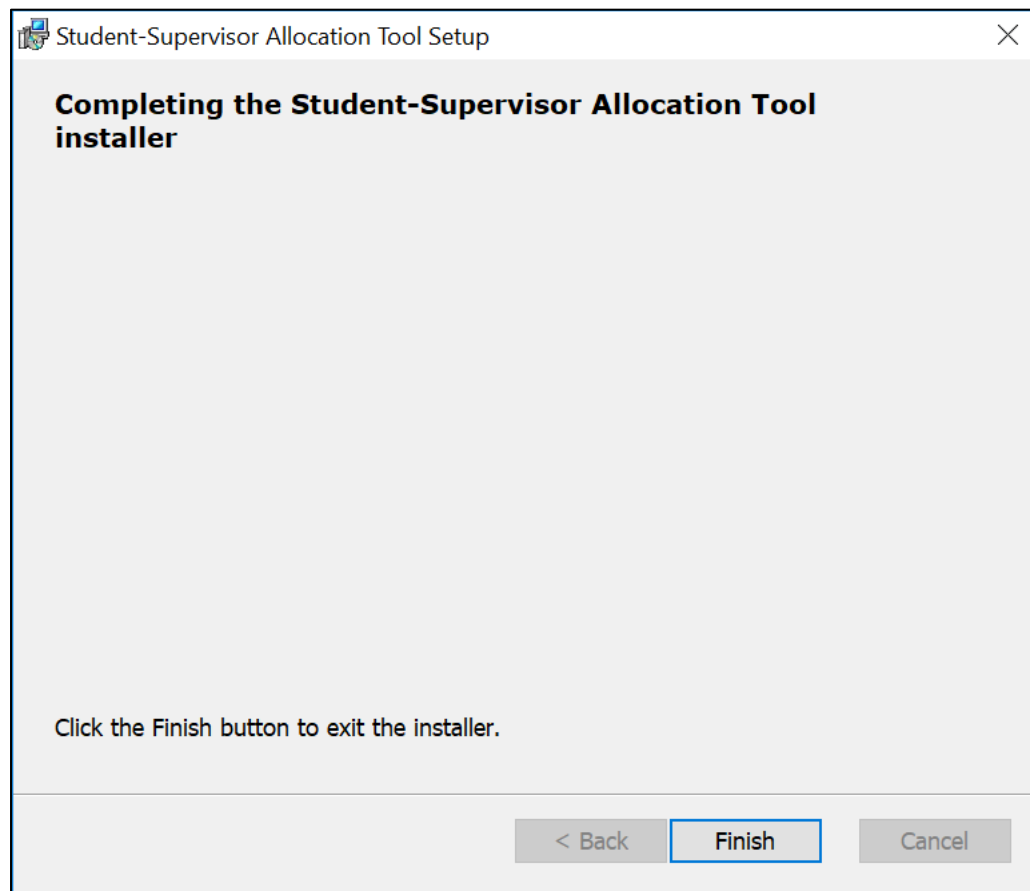 Student-Supervisor Allocation Tool Setup
Completing the Student-Supervisor Allocation Tool
installer
Click the Finish button to exit the installer.
< Back
Finish
Cancel